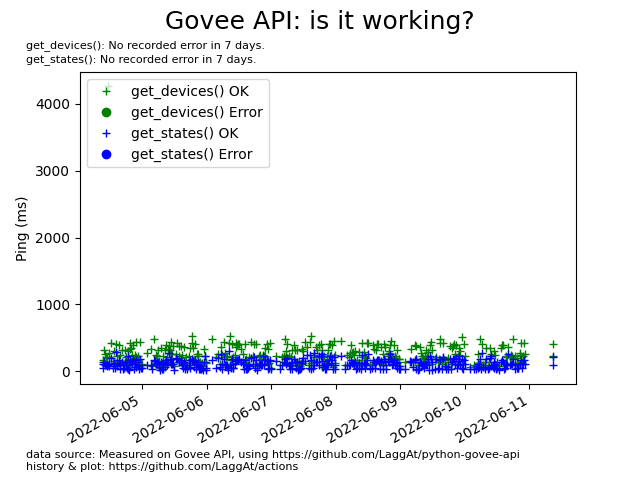 Govee API: is it working?
get_devices(): No recorded error in 7 days.
get_states(): No recorded error in 7 days.
get_devices() OK
get_devices() Error
get_states() OK
get_states() Error
Ping (ms)
4000
3000
2000
1000
0
2022-06-05
2022-06-06
2022-06-07
2022-06-08
2022-06-09
2022-06-10
2022-06-11
data source: Measured on Govee API, using https://github.com/LaggAt/python-govee-api
history & plot: https://github.com/LaggAt/actions